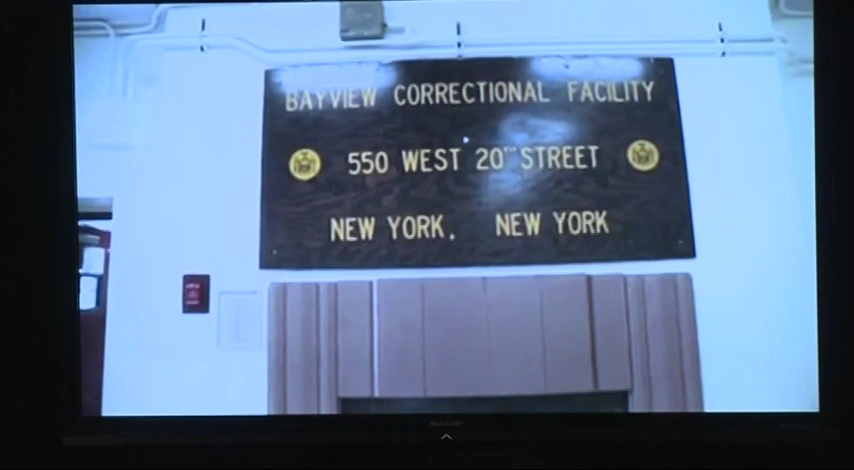 BAYVIEW CORRECTIONAL FACILITY
550 WEST 20TH STREET
NEW YORK, NEW YORK